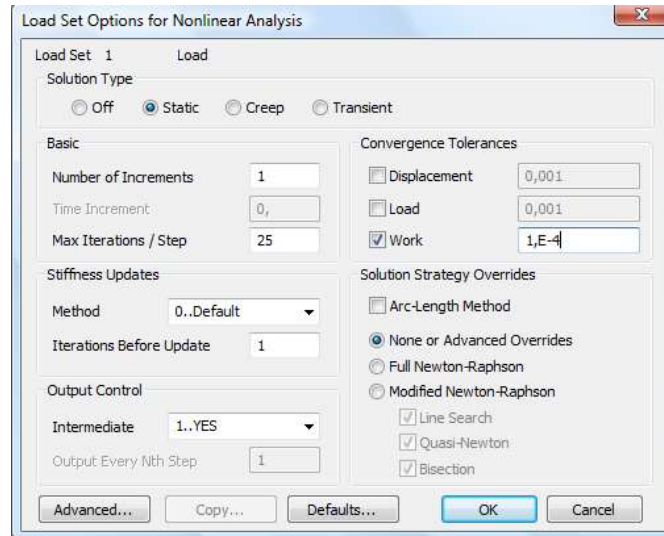 Load Set Options for Nonlinear Analysis
Load Set 1 Load
Solution Type
Off Static Creep Transient
Basic
Number of Increments 1
Time Increment 0,
Max Iterations / Step 25
Convergence Tolerances
Displacement 0,001
Load 0,001
Work 1,E-4
Stiffness Updates
Method 0..Default
Iterations Before Update 1
Solution Strategy Overrides
Arc-Length Method
None or Advanced Overrides
Full Newton-Raphson
Modified Newton-Raphson
Line Search
Quasi-Newton
Bisection
Output Control
Intermediate 1..YES
Output Every Nth Step 1
Advanced... Copy... Defaults... OK Cancel